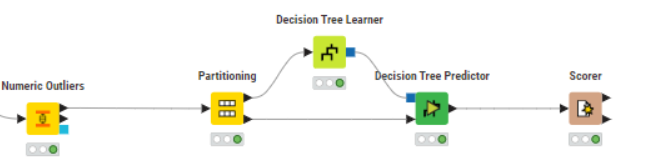 Decision Tree Learner
Numeric Outliers
Partitioning
Decision Tree Predictor
Scorer